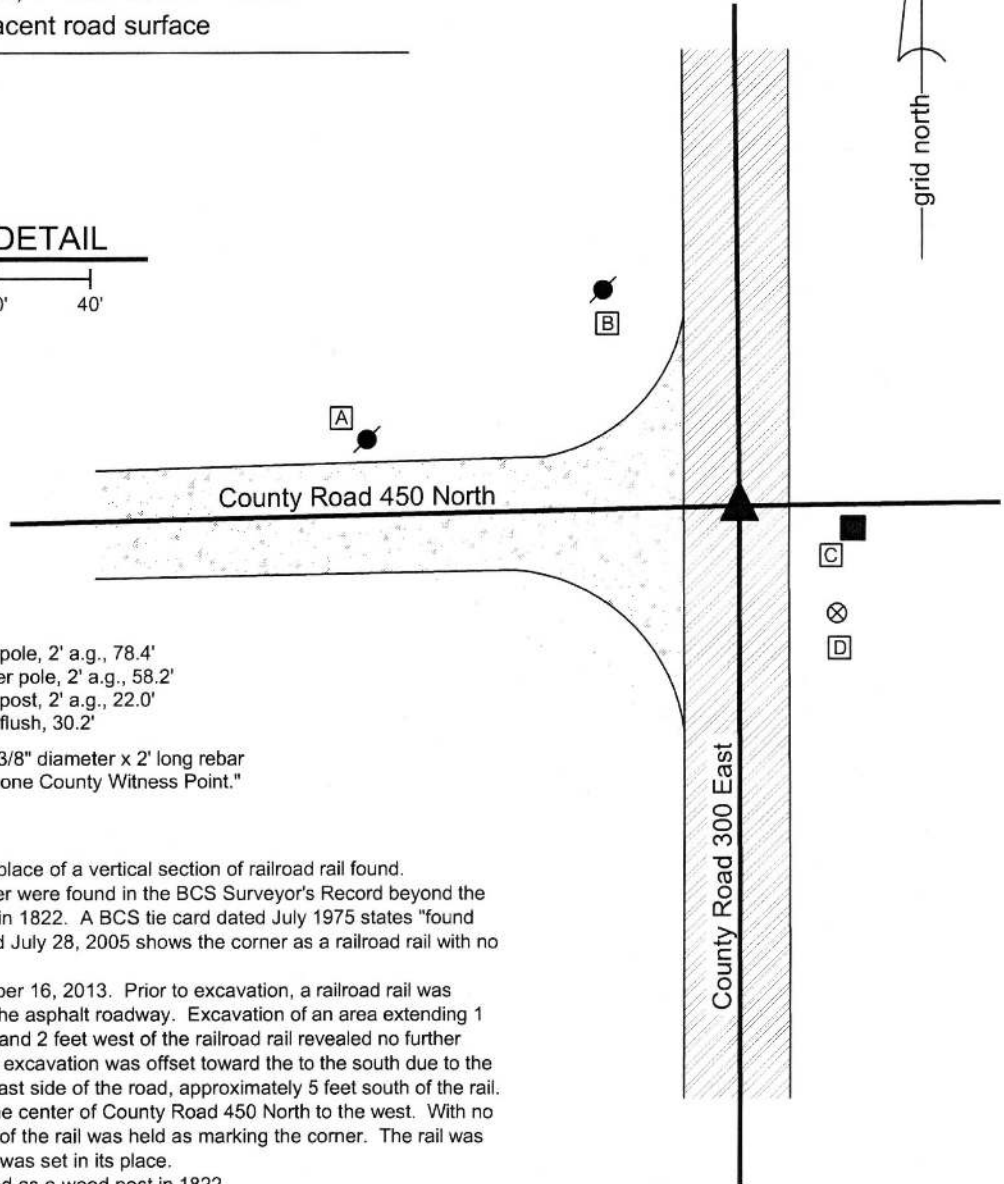 acent road surface
grid north
DETAIL
40'
B
A
County Road 450 North
C
D
pole, 2' a.g., 78.4'
er pole, 2' a.g., 58.2'
post, 2' a.g., 22.0'
flush, 30.2'
3/8" diameter x 2' long rebar
one County Witness Point."
County Road 300 East
place of a vertical section of railroad rail found.
er were found in the BCS Surveyor's Record beyond the
in 1822. A BCS tie card dated July 1975 states "found
d July 28, 2005 shows the corner as a railroad rail with no
ber 16, 2013. Prior to excavation, a railroad rail was
he asphalt roadway. Excavation of an area extending 1
and 2 feet west of the railroad rail revealed no further
excavation was offset toward the to the south due to the
ast side of the road, approximately 5 feet south of the rail.
e center of County Road 450 North to the west. With no
of the rail was held as marking the corner. The rail was
was set in its place.
ed as a wood post in 1822